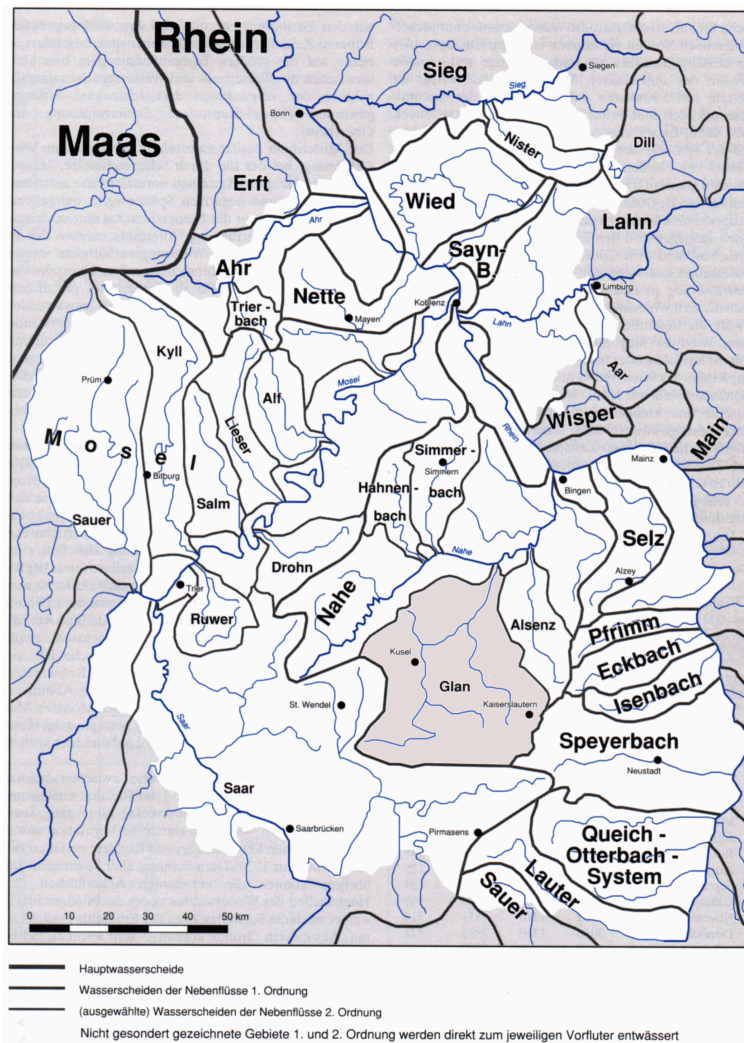 Rhein
Sieg
Siegen
Sieg
Bonn
Maas
Nister
Dill
Erft
Wied
Ahr
Lahn
Ahr
Sayn-
B.
Nette
Trier -
bach
Koblenz
Mayen
Limburg
Lahn
Kyll
Aar
Mosel
Prüm
Alf
Wisper
Lieser
Rhein
Main
Mosel
Simmer -
bach
Simmern
Mainz
Bitburg
Hahnen -
bach
Bingen
Salm
Sauer
Selz
Nahe
Drohn
Alzey
Trier
Nahe
Ruwer
Alsenz
Pfrimm
Eckbach
Kusel
Glan
Isenbach
St. Wendel
Kaiserslautern
Saar
Speyerbach
Neustadt
Saar
Saarbrücken
Pirmasens
Queich -
Otterbach -
System
Lauter
Sauer
0 10 20 30 40 50 km
Hauptwasserscheide
Wasserscheiden der Nebenflüsse 1. Ordnung
(ausgewählte) Wasserscheiden der Nebenflüsse 2. Ordnung
Nicht gesondert gezeichnete Gebiete 1. und 2. Ordnung werden direkt zum jeweiligen Vorfluter entwässert